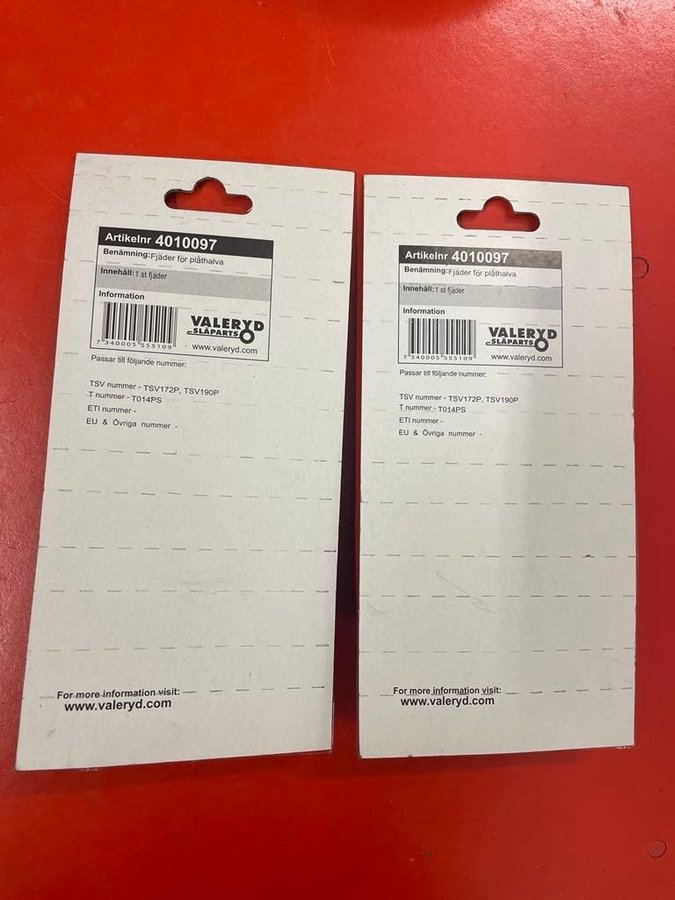 Artikelnr 4010097
Benämning:Fjäder för plåthalva
Innehåll:1 st fjäder
Information
VALERYD
SLÄPARTS
7 340005 555109
www.valeryd.com
Passar till följande nummer:
TSV nummer - TSV172P, TSV190P
T nummer - T014PS
ETI nummer -
EU & Övriga nummer -
For more information visit:
www.valeryd.com
Artikelnr 4010097
Benämning:Fjäder för plåthalva
Innehåll:1 st fjäder
Information
VALERYD
SLÄPARTS
7 340005 555109
www.valeryd.com
Passar till följande nummer:
TSV nummer - TSV172P, TSV190P
T nummer - T014PS
ETI nummer -
EU & Övriga nummer -
For more information visit:
www.valeryd.com